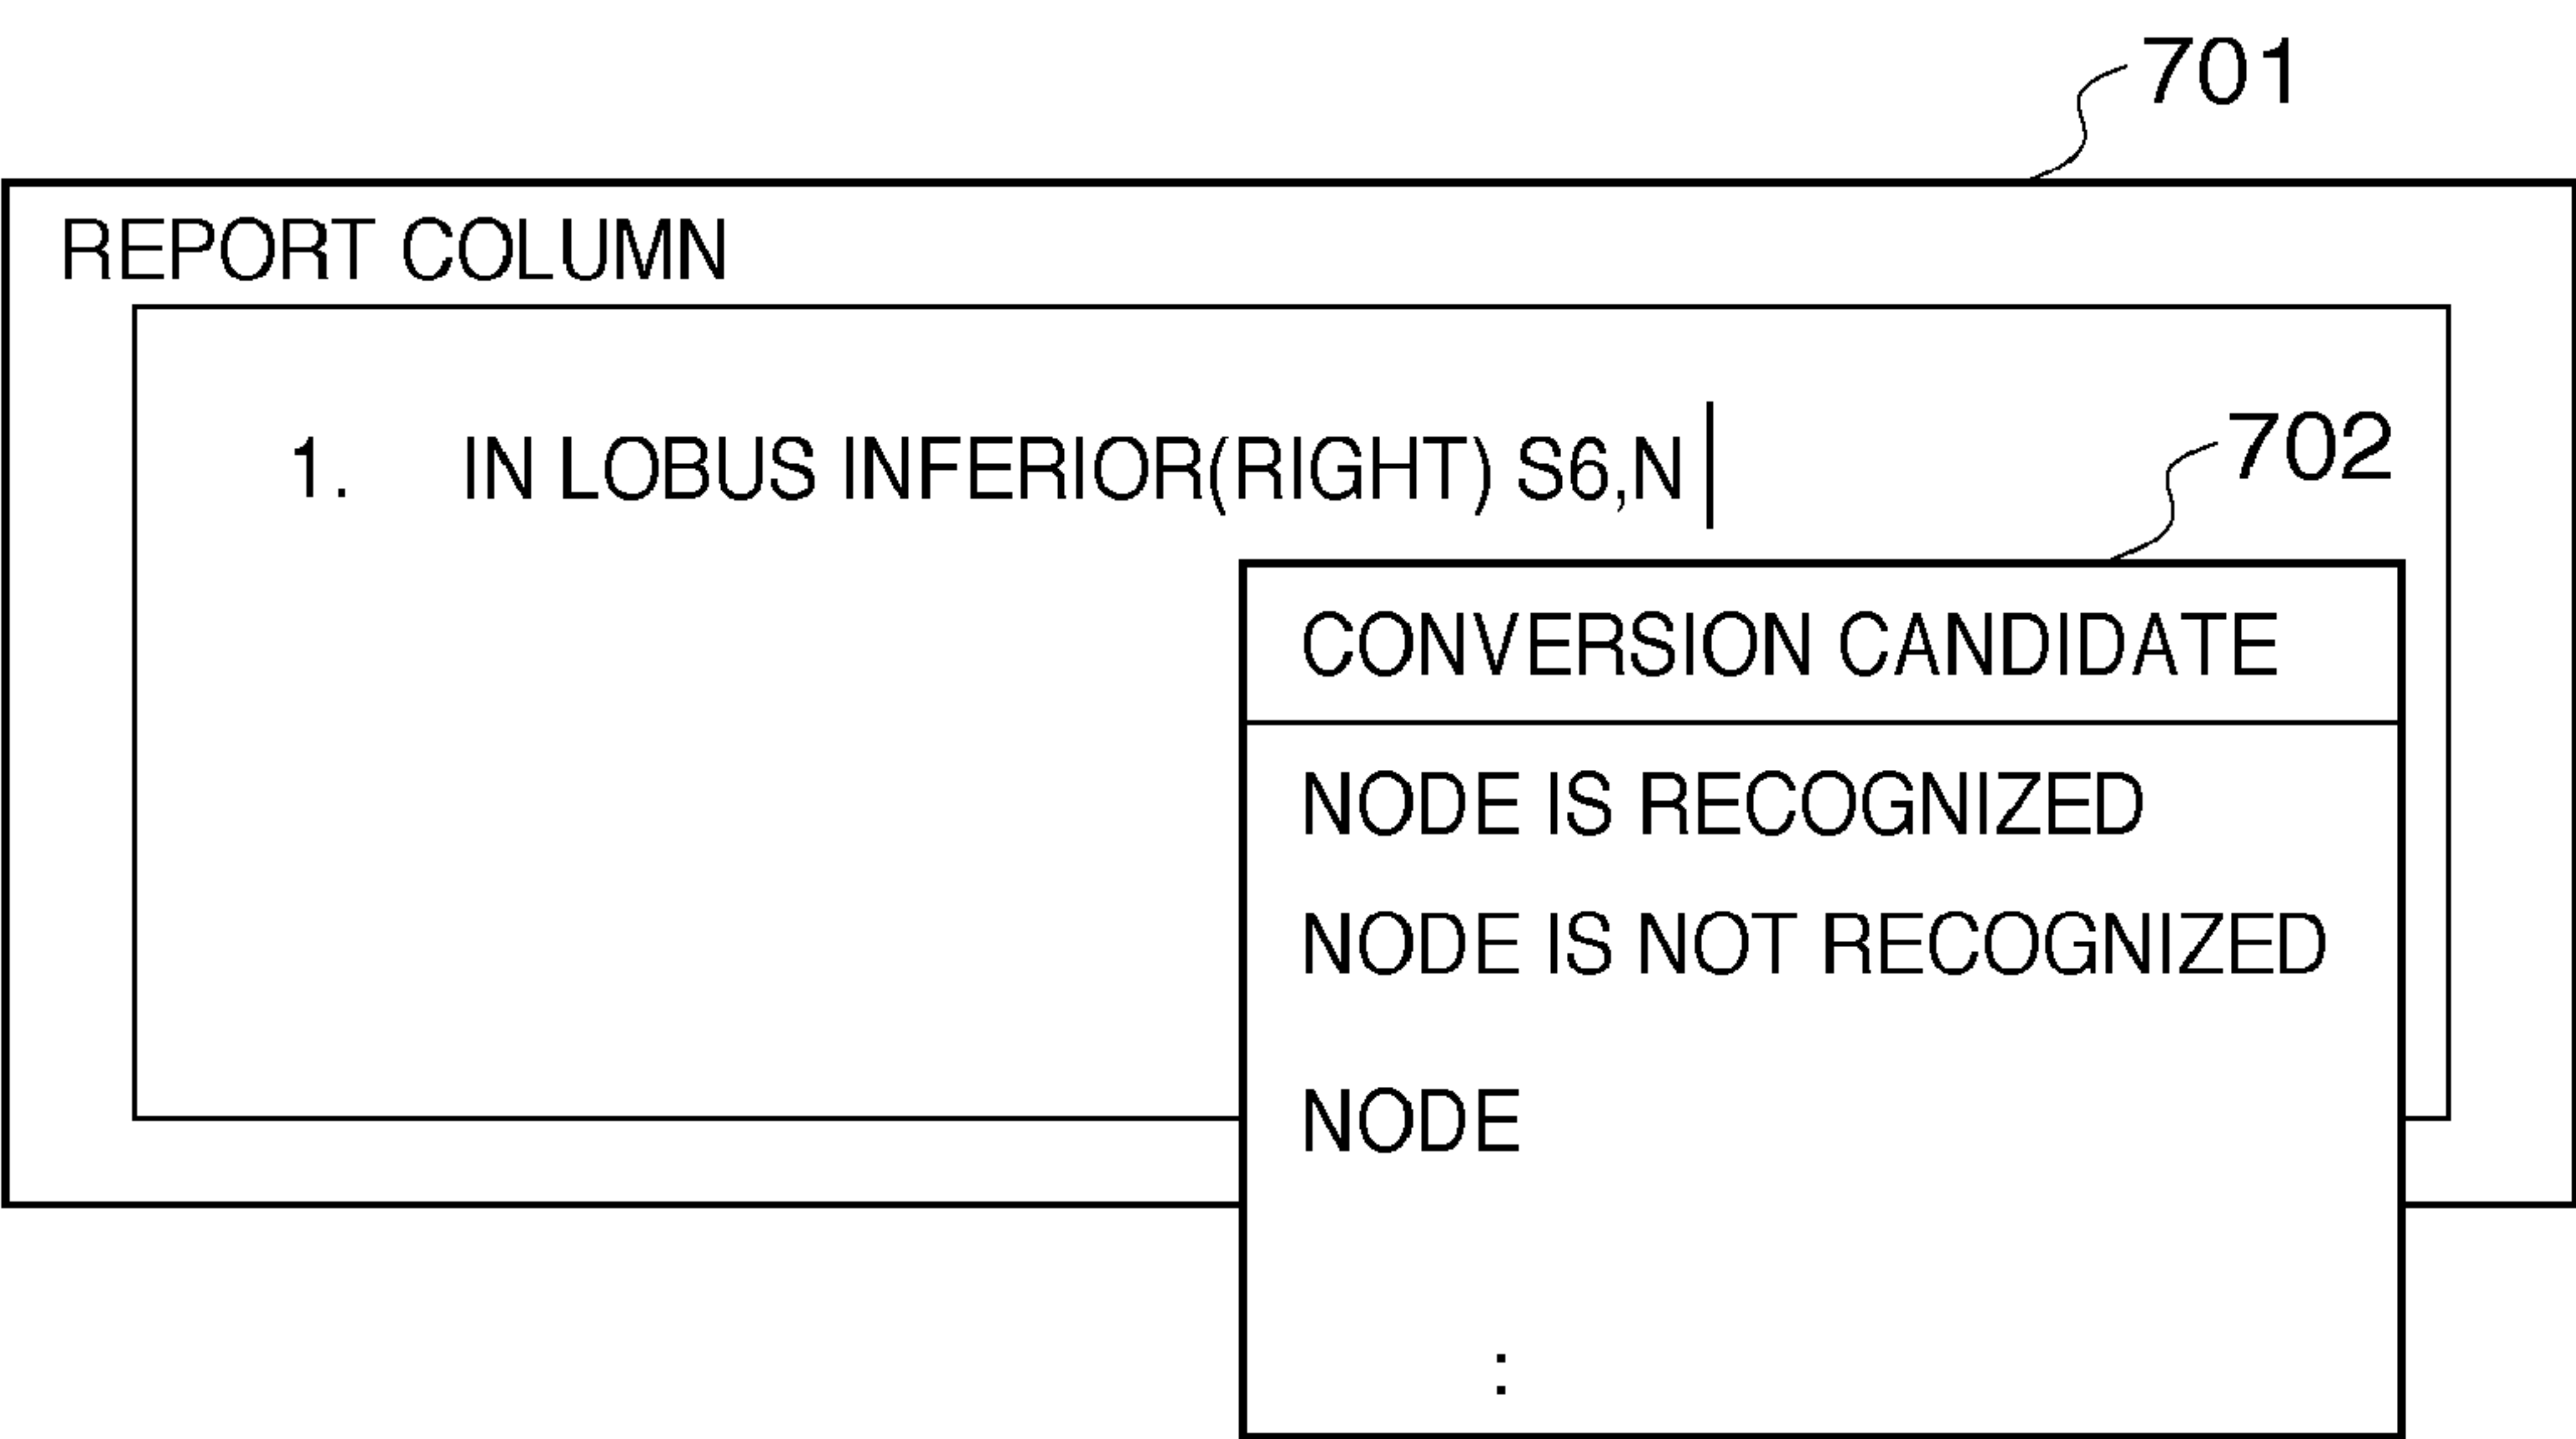 701
REPORT COLUMN
1. IN LOBUS INFERIOR(RIGHT) S6,N
702
CONVERSION CANDIDATE
NODE IS RECOGNIZED
NODE IS NOT RECOGNIZED
NODE
: